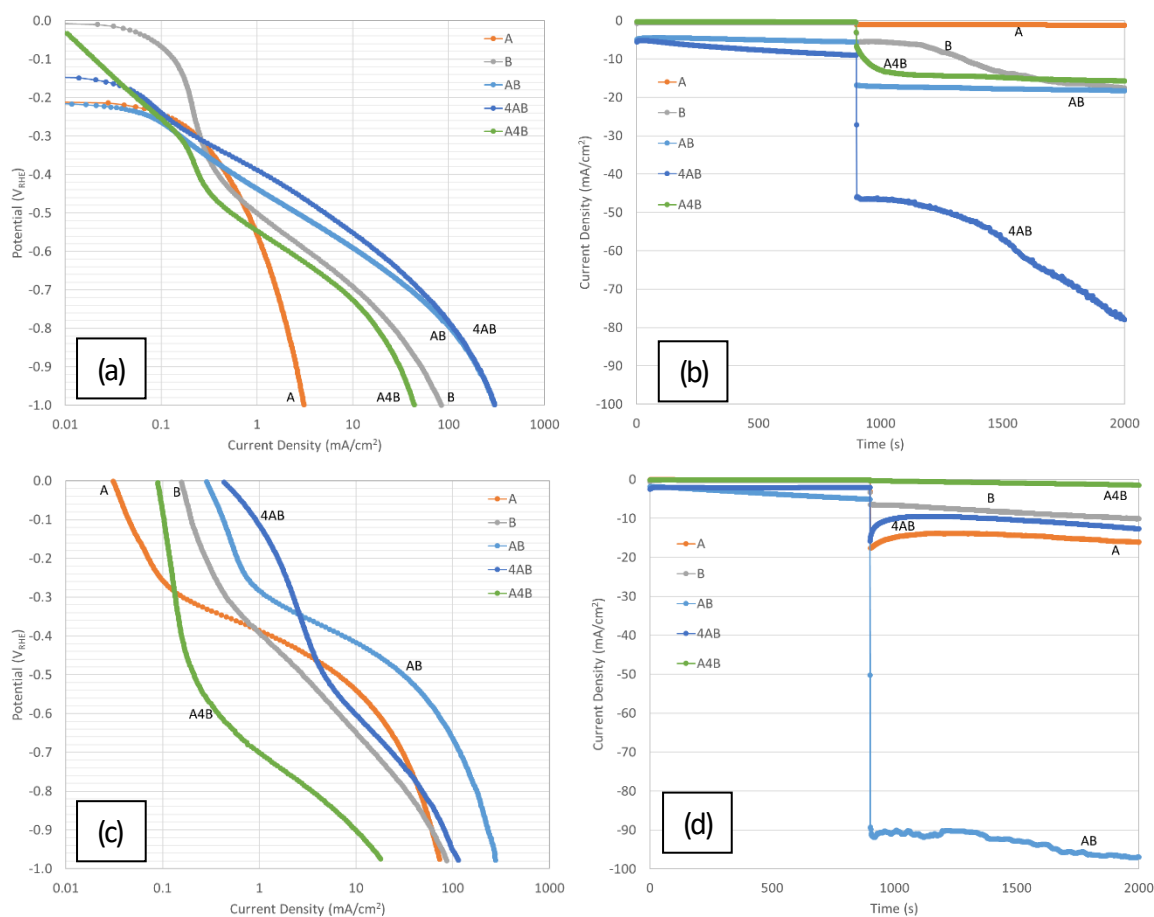 0.0
-0.1
-0.2
-0.3
-0.4
-0.5
-0.6
-0.7
-0.8
-0.9
-1.0
Potential (VRHE)
A
B
AB
4AB
A4B
AB
4AB
A
A4B
B
(a)
0.01
0.1
1
10
100
1000
Current Density (mA/cm²)
0
-10
-20
-30
-40
-50
-60
-70
-80
-90
-100
Current Density (mA/cm²)
A
B
A4B
AB
A
B
AB
4AB
A4B
4AB
(b)
0
500
1000
1500
2000
Time (s)
0.0
-0.1
-0.2
-0.3
-0.4
-0.5
-0.6
-0.7
-0.8
-0.9
-1.0
Potential (VRHE)
A
B
4AB
A
B
AB
4AB
A4B
AB
A4B
(c)
0.01
0.1
1
10
100
1000
Current Density (mA/cm²)
0
-10
-20
-30
-40
-50
-60
-70
-80
-90
-100
Current Density (mA/cm²)
A4B
B
4AB
A
A
B
AB
4AB
A4B
AB
(d)
0
500
1000
1500
2000
Time (s)